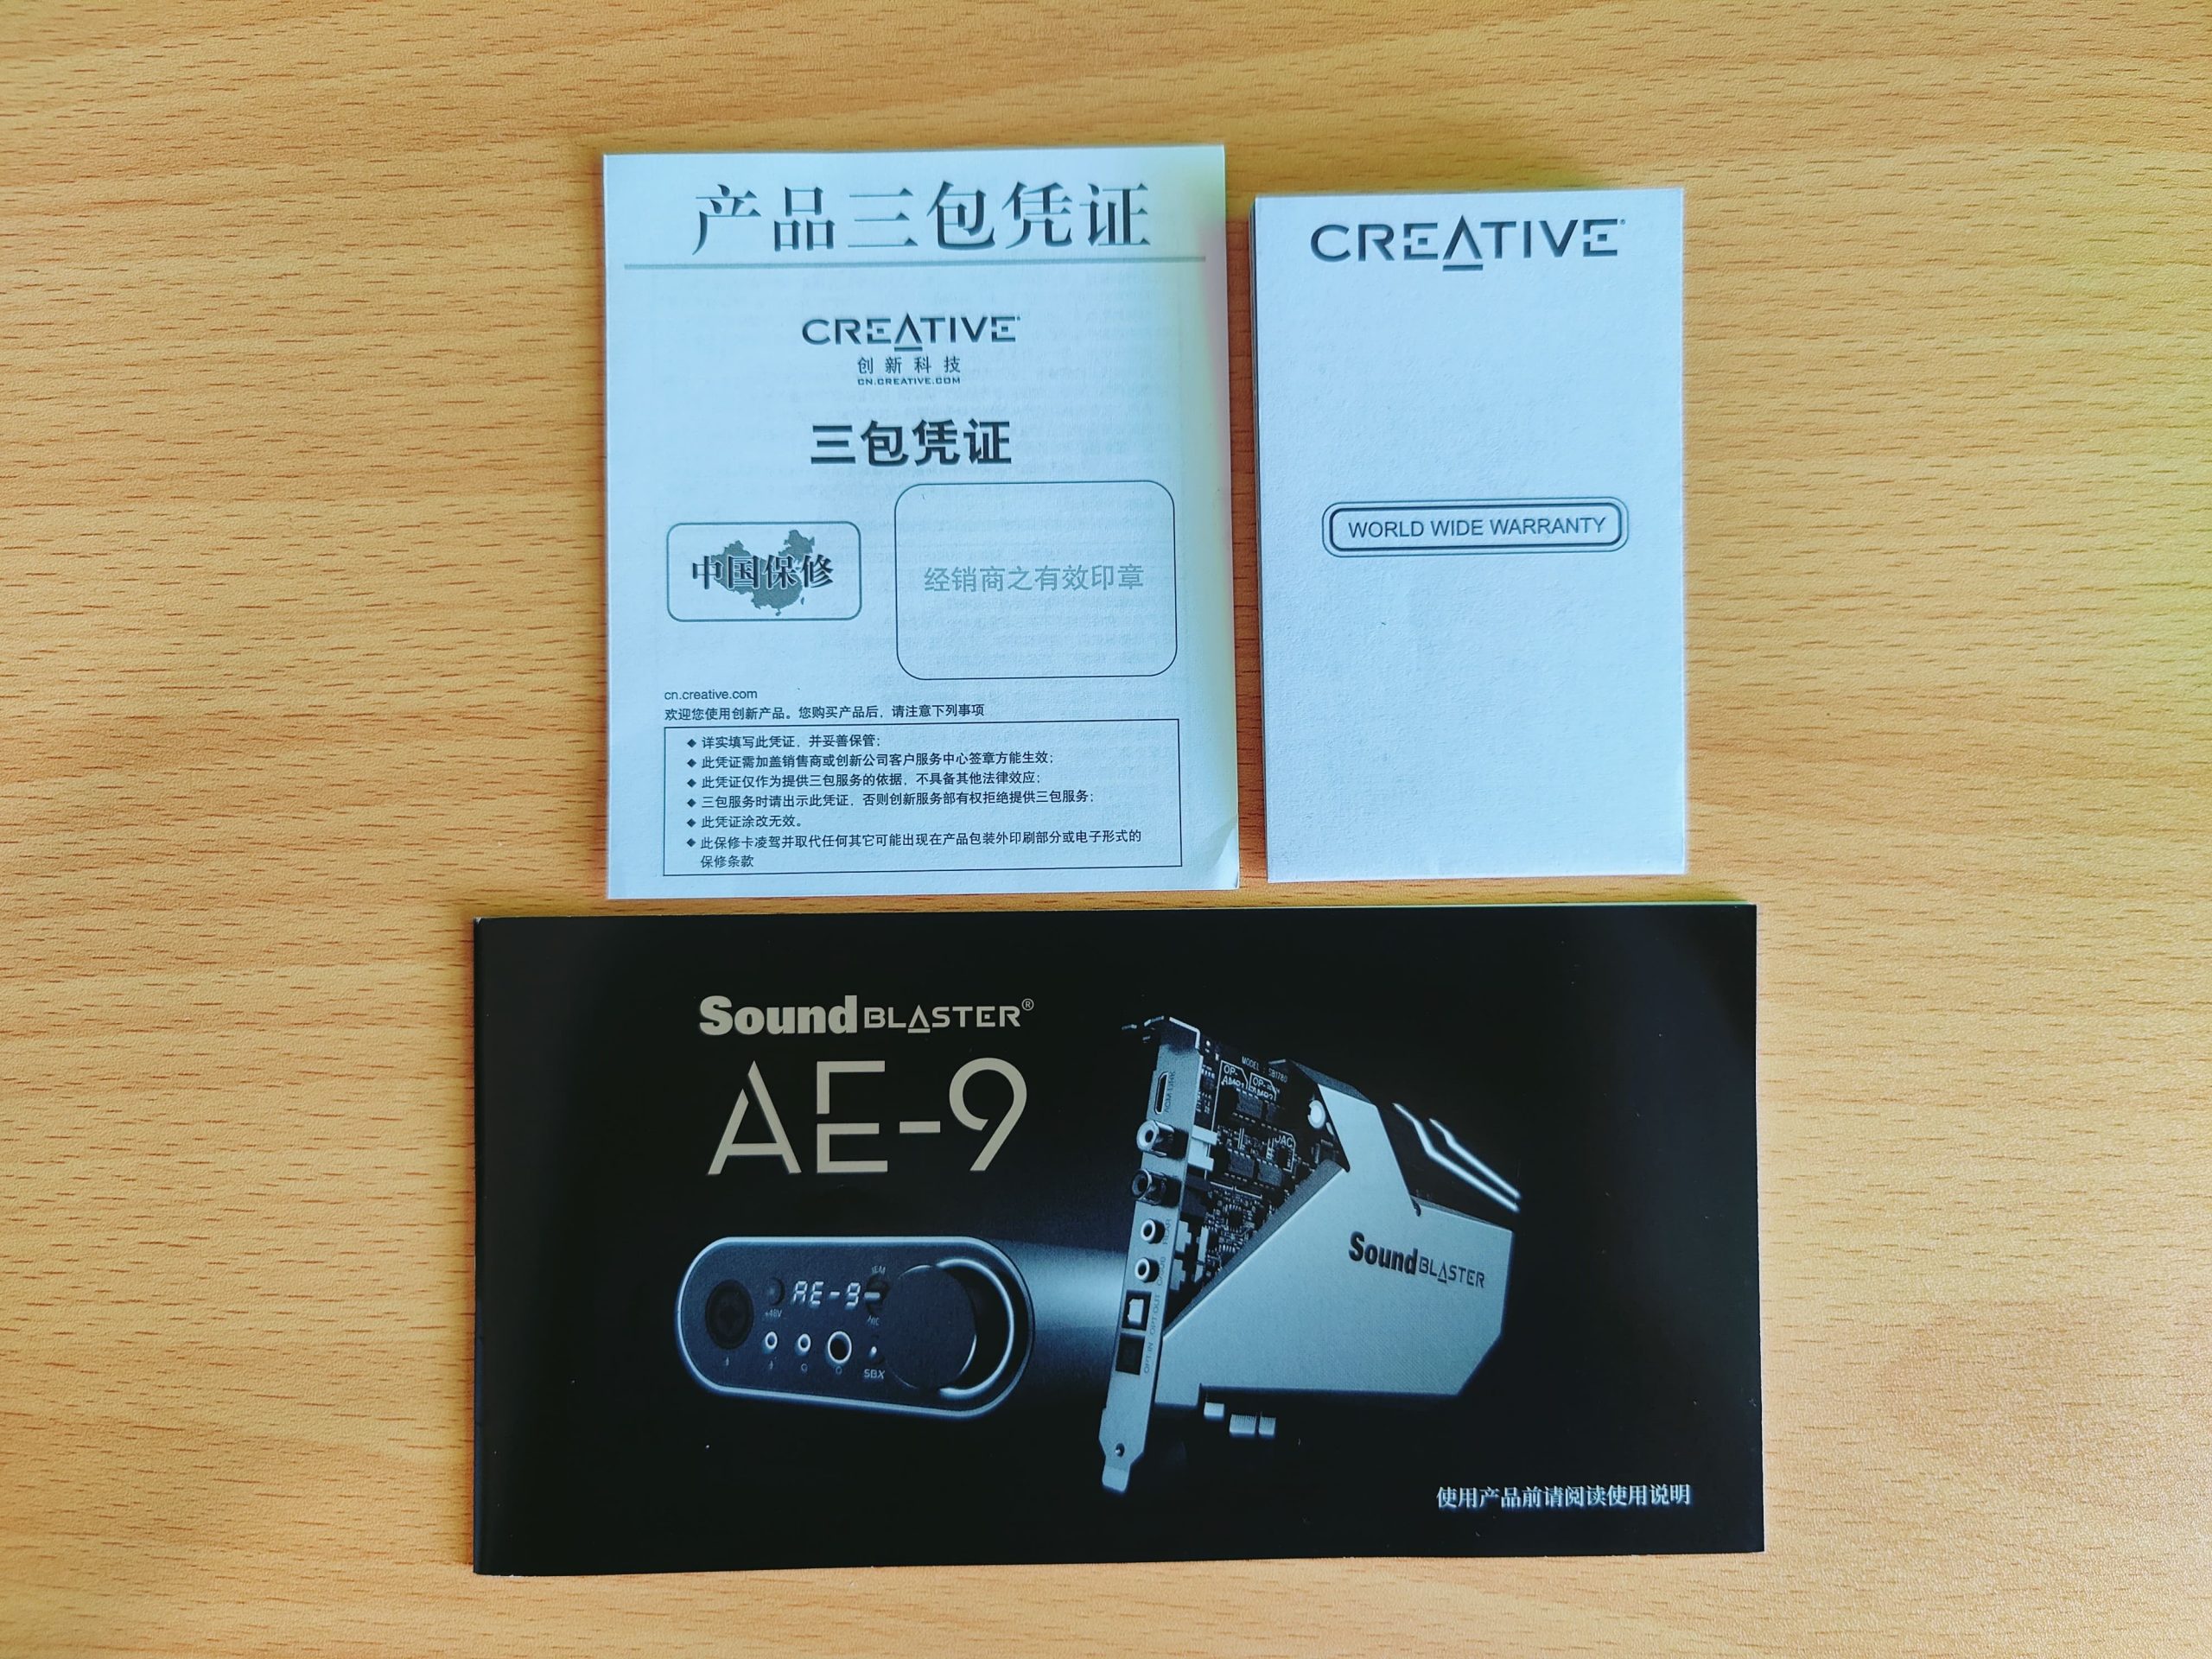 产品三包凭证
CREATIVE®
创新科技
CN.CREATIVE.COM
三包凭证
中国保修
经销商之有效印章
cn.creative.com
欢迎您使用创新产品。您购买产品后，请注意下列事项
◆ 详实填写此凭证，并妥善保管；
◆ 此凭证需加盖销售商或创新公司客户服务中心签章方能生效；
◆ 此凭证仅作为提供三包服务的依据，不具备其他法律效应；
◆ 三包服务时请出示此凭证，否则创新服务部有权拒绝提供三包服务；
◆ 此凭证涂改无效。
◆ 此保修卡凌驾并取代任何其它可能出现在产品包装外印刷部分或电子形式的
保修条款
CREATIVE®
WORLD WIDE WARRANTY
Sound BLASTER®
AE-9
AE-9
+48V
SBX
MODEL : SB1780
OP-AMP1
DAC
REAR
OPT OUT
OPT IN
Sound BLASTER
使用产品前请阅读使用说明